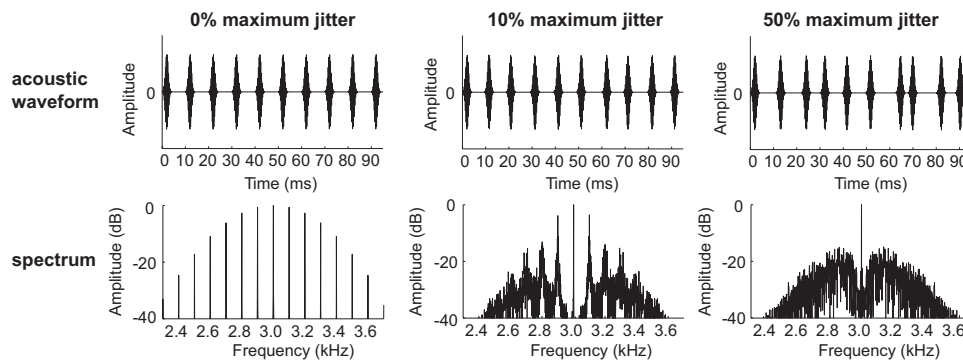 0% maximum jitter
10% maximum jitter
50% maximum jitter
acoustic
waveform
Amplitude
0
0 10 20 30 40 50 60 70 80 90
Time (ms)
Amplitude
0
0 10 20 30 40 50 60 70 80 90
Time (ms)
Amplitude
0
0 10 20 30 40 50 60 70 80 90
Time (ms)
spectrum
Amplitude (dB)
0
-20
-40
2.4 2.6 2.8 3.0 3.2 3.4 3.6
Frequency (kHz)
Amplitude (dB)
0
-20
-40
2.4 2.6 2.8 3.0 3.2 3.4 3.6
Frequency (kHz)
Amplitude (dB)
0
-20
-40
2.4 2.6 2.8 3.0 3.2 3.4 3.6
Frequency (kHz)